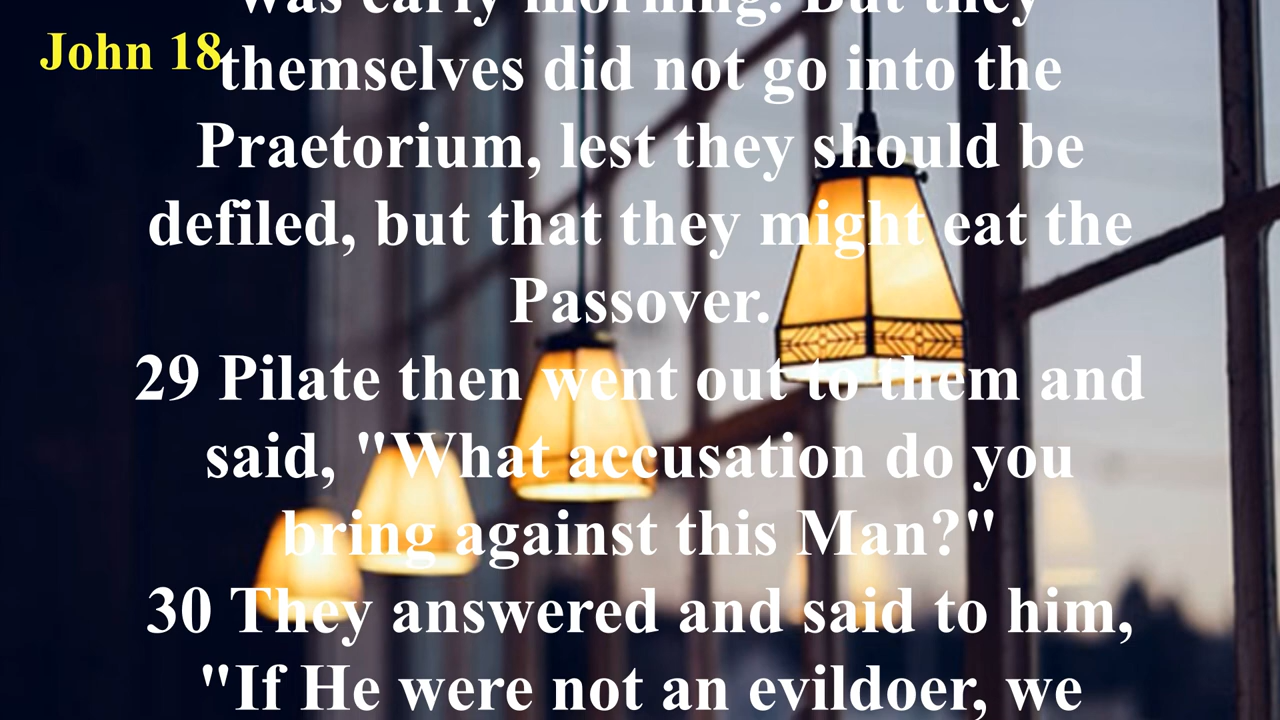 was early morning. But they
John 18
themselves did not go into the
Praetorium, lest they should be
defiled, but that they might eat the
Passover.
29 Pilate then went out to them and
said, "What accusation do you
bring against this Man?"
30 They answered and said to him,
"If He were not an evildoer, we